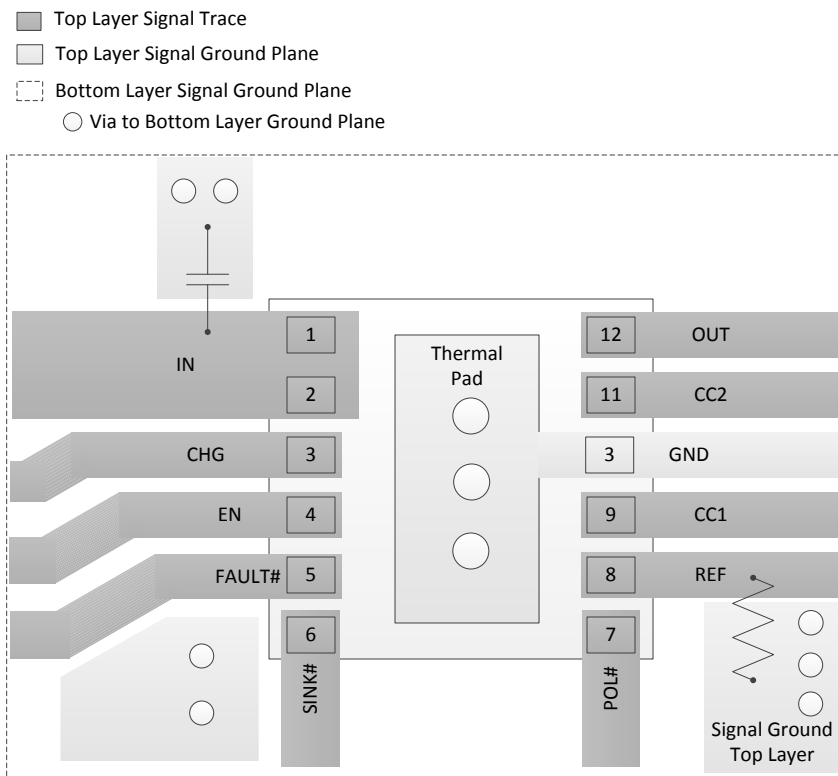 Top Layer Signal Trace
Top Layer Signal Ground Plane
Bottom Layer Signal Ground Plane
Via to Bottom Layer Ground Plane
IN
1
2
CHG
3
EN
4
FAULT#
5
6
SINK#
Thermal
Pad
12
OUT
11
CC2
3
GND
9
CC1
8
REF
7
POL#
Signal Ground
Top Layer